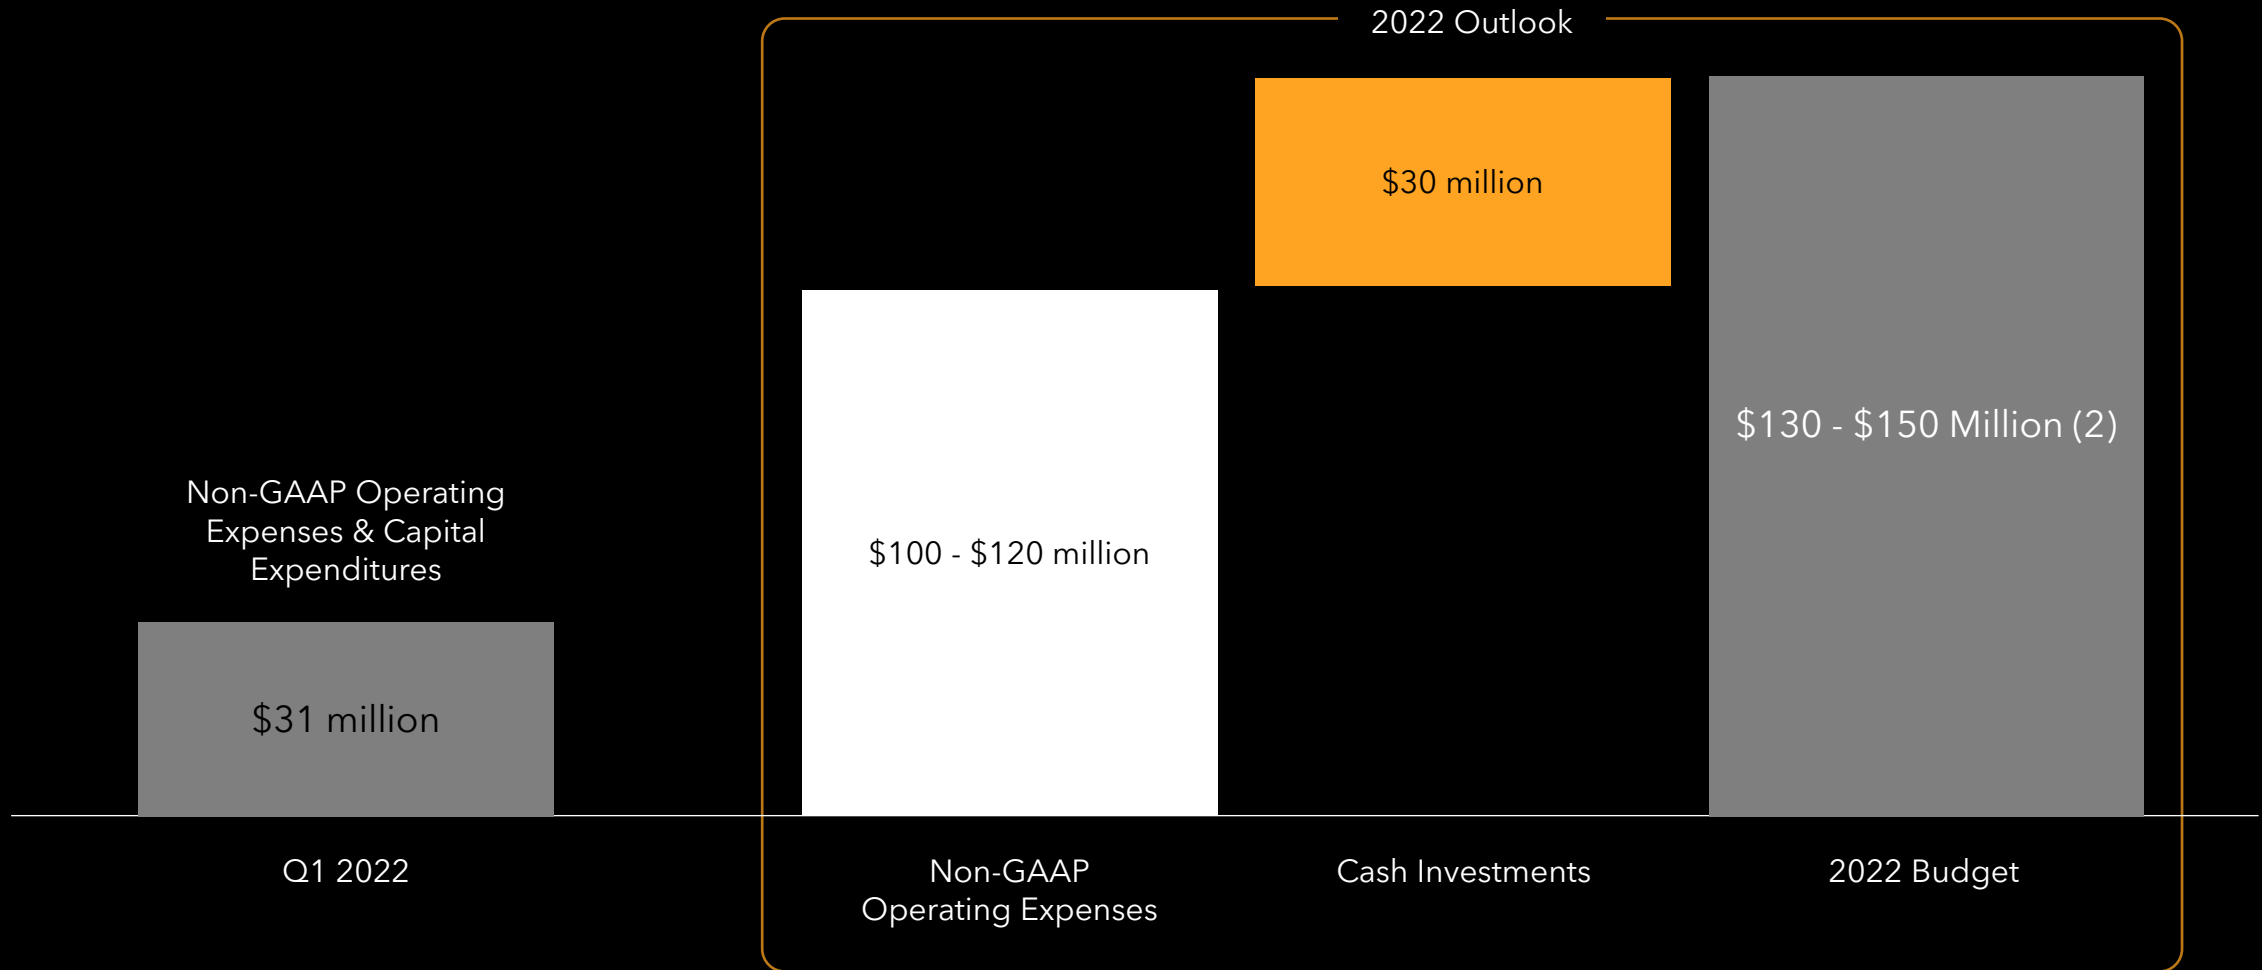 2022 Outlook
$30 million
$130 - $150 Million (2)
Non-GAAP Operating
Expenses & Capital
Expenditures
$100 - $120 million
$31 million
Q1 2022
Non-GAAP
Operating Expenses
Cash Investments
2022 Budget